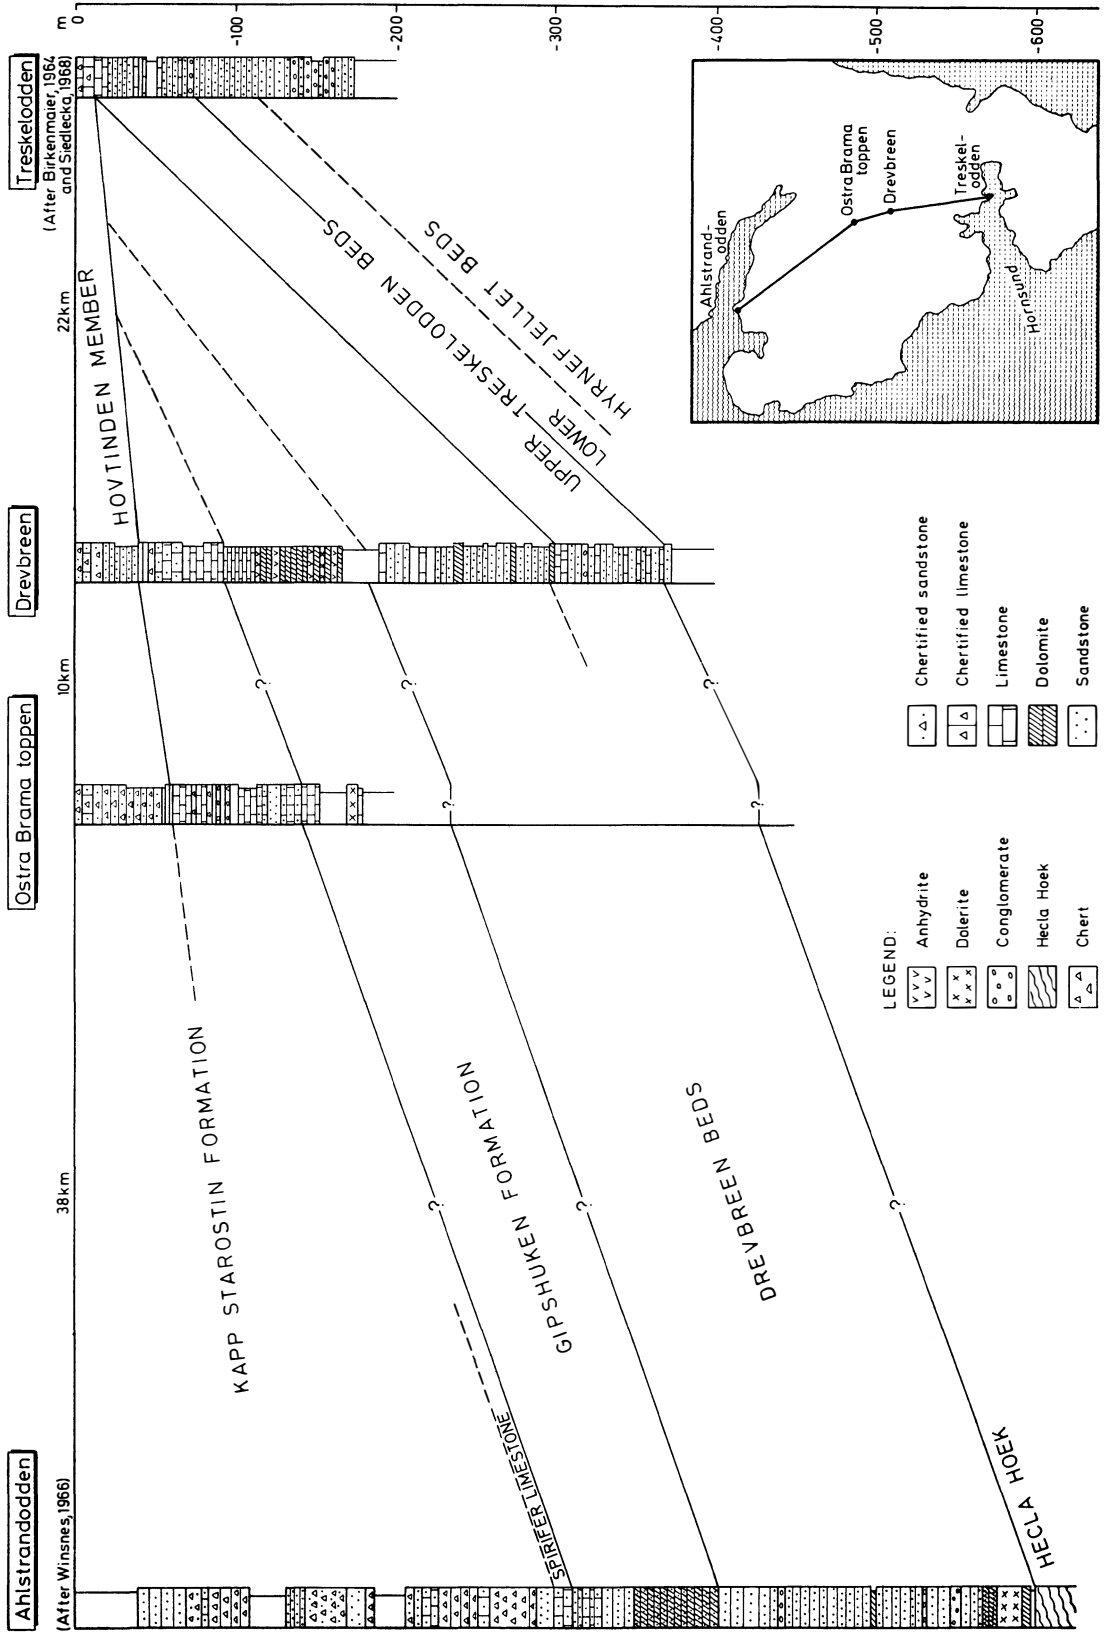 Ahlstrandodden
(After Winsnes, 1966)
38km
Ostra Brama toppen
10km
Drevbreen
22km
Treskelodden
(After Birkenmaier, 1964
and Siedlecka, 1968)
m
0
-100
-200
-300
-400
-500
-600
HOVTINDEN MEMBER
KAPP STAROSTIN FORMATION
SPIRIFER LIMESTONE
GIPSHUKEN FORMATION
DREVBREEN BEDS
HECLA HOEK
UPPER
LOWER
TRESKELODDEN BEDS
HYRNEFJELLET BEDS
?
?
?
?
?
?
?
?
LEGEND:
Anhydrite
Dolerite
Conglomerate
Hecla Hoek
Chert
Chertified sandstone
Chertified limestone
Limestone
Dolomite
Sandstone
Ahlstrand-
odden
Ostra Brama
toppen
Drevbreen
Treskel-
odden
Hornsund